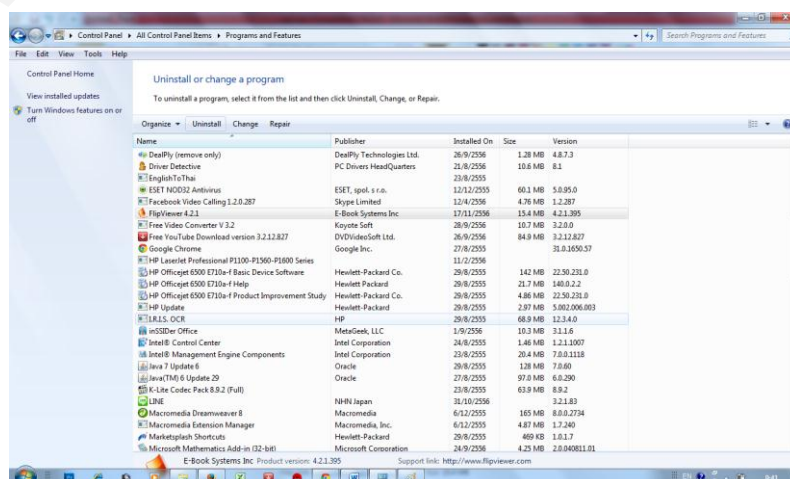 Control Panel ▸ All Control Panel Items ▸ Programs and Features
Search Programs and Features
File Edit View Tools Help
Control Panel Home
View installed updates
Turn Windows features on or off
Uninstall or change a program
To uninstall a program, select it from the list and then click Uninstall, Change, or Repair.
Organize Uninstall Change Repair
Name Publisher Installed On Size Version
DealPly (remove only) DealPly Technologies Ltd. 26/9/2556 1.28 MB 4.8.7.3
Driver Detective PC Drivers HeadQuarters 21/8/2556 10.6 MB 8.1
EnglishToThai 23/8/2555
ESET NOD32 Antivirus ESET, spol. s r.o. 12/12/2555 60.1 MB 5.0.95.0
Facebook Video Calling 1.2.0.287 Skype Limited 12/4/2556 4.76 MB 1.2.287
FlipViewer 4.2.1 E-Book Systems Inc 17/11/2556 15.4 MB 4.2.1.395
Free Video Converter V 3.2 Koyote Soft 28/9/2556 10.7 MB 3.2.0.0
Free YouTube Download version 3.2.12.827 DVDVideoSoft Ltd. 26/9/2556 84.9 MB 3.2.12.827
Google Chrome Google Inc. 27/8/2555 31.0.1650.57
HP LaserJet Professional P1100-P1560-P1600 Series 11/2/2556
HP Officejet 6500 E710a-f Basic Device Software Hewlett-Packard Co. 29/8/2555 142 MB 22.50.231.0
HP Officejet 6500 E710a-f Help Hewlett Packard 29/8/2555 21.7 MB 140.0.2.2
HP Officejet 6500 E710a-f Product Improvement Study Hewlett-Packard Co. 29/8/2555 4.86 MB 22.50.231.0
HP Update Hewlett-Packard 29/8/2555 2.97 MB 5.002.006.003
I.R.I.S. OCR HP 29/8/2555 68.9 MB 12.3.4.0
inSSIDer Office MetaGeek, LLC 1/9/2556 10.3 MB 3.1.1.6
Intel® Control Center Intel Corporation 24/8/2555 1.46 MB 1.2.1.1007
Intel® Management Engine Components Intel Corporation 23/8/2555 20.4 MB 7.0.0.1118
Java 7 Update 6 Oracle 29/8/2555 128 MB 7.0.60
Java(TM) 6 Update 29 Oracle 27/8/2555 97.0 MB 6.0.290
K-Lite Codec Pack 8.9.2 (Full) 23/8/2555 63.9 MB 8.9.2
LINE NHN Japan 31/10/2556 3.2.1.83
Macromedia Dreamweaver 8 Macromedia 6/12/2555 165 MB 8.0.0.2734
Macromedia Extension Manager Macromedia, Inc. 6/12/2555 4.87 MB 1.7.240
Marketsplash Shortcuts Hewlett-Packard 29/8/2555 469 KB 1.0.1.7
Microsoft Mathematics Add-in (32-bit) Microsoft Corporation 24/9/2556 4.25 MB 2.0.040811.01
E-Book Systems Inc Product version: 4.2.1.395 Support link: http://www.flipviewer.com
EN 9:41